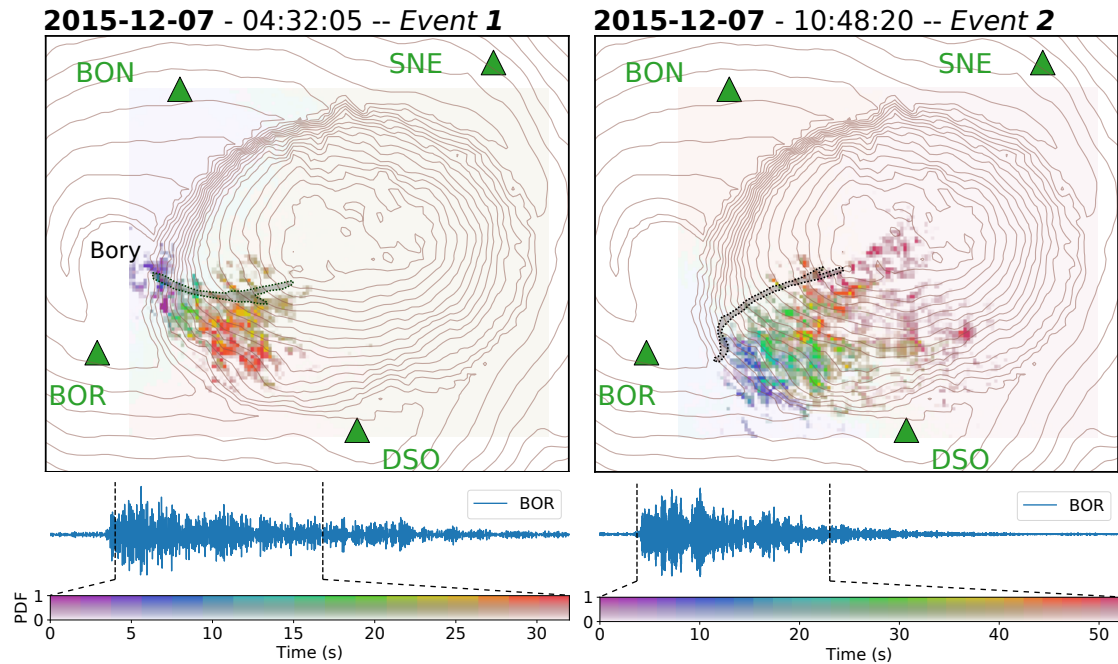 2015-12-07 - 04:32:05 -- Event 1
BON
SNE
Bory
BOR
DSO
BOR
PDF
1
0
0 5 10 15 20 25 30
Time (s)
2015-12-07 - 10:48:20 -- Event 2
BON
SNE
BOR
DSO
BOR
1
0
0 10 20 30 40 50
Time (s)